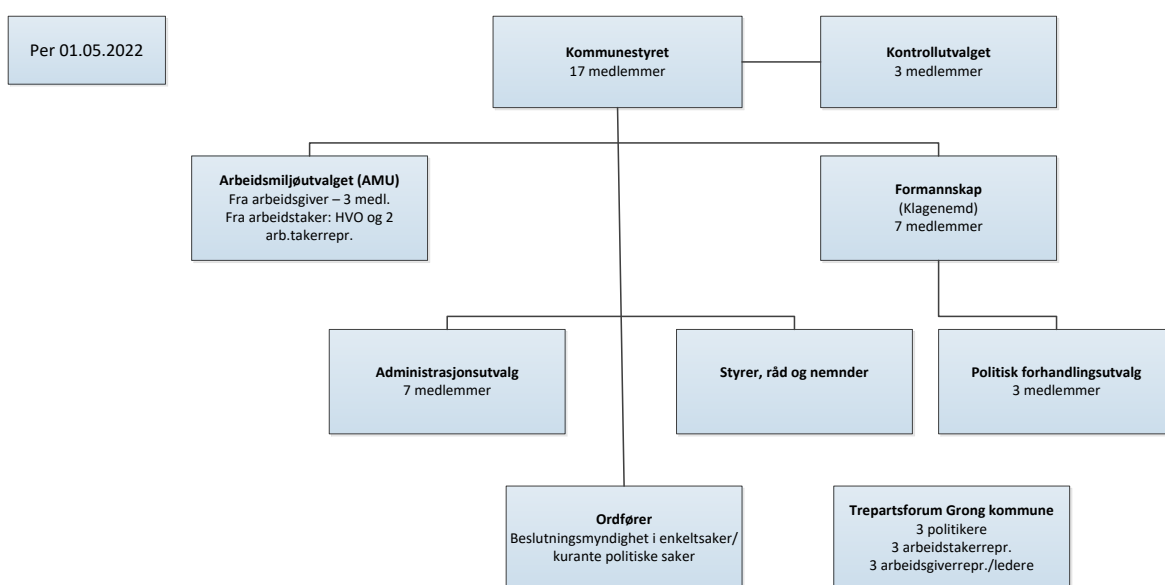 Per 01.05.2022
Kommunestyret
17 medlemmer
Kontrollutvalget
3 medlemmer
Arbeidsmiljøutvalget (AMU)
Fra arbeidsgiver – 3 medl.
Fra arbeidstaker: HVO og 2
arb.takerrepr.
Formannskap
(Klagenemd)
7 medlemmer
Administrasjonsutvalg
7 medlemmer
Styrer, råd og nemnder
Politisk forhandlingsutvalg
3 medlemmer
Ordfører
Beslutningsmyndighet i enkeltsaker/
kurante politiske saker
Trepartsforum Grong kommune
3 politikere
3 arbeidstakerrepr.
3 arbeidsgiverrepr./ledere